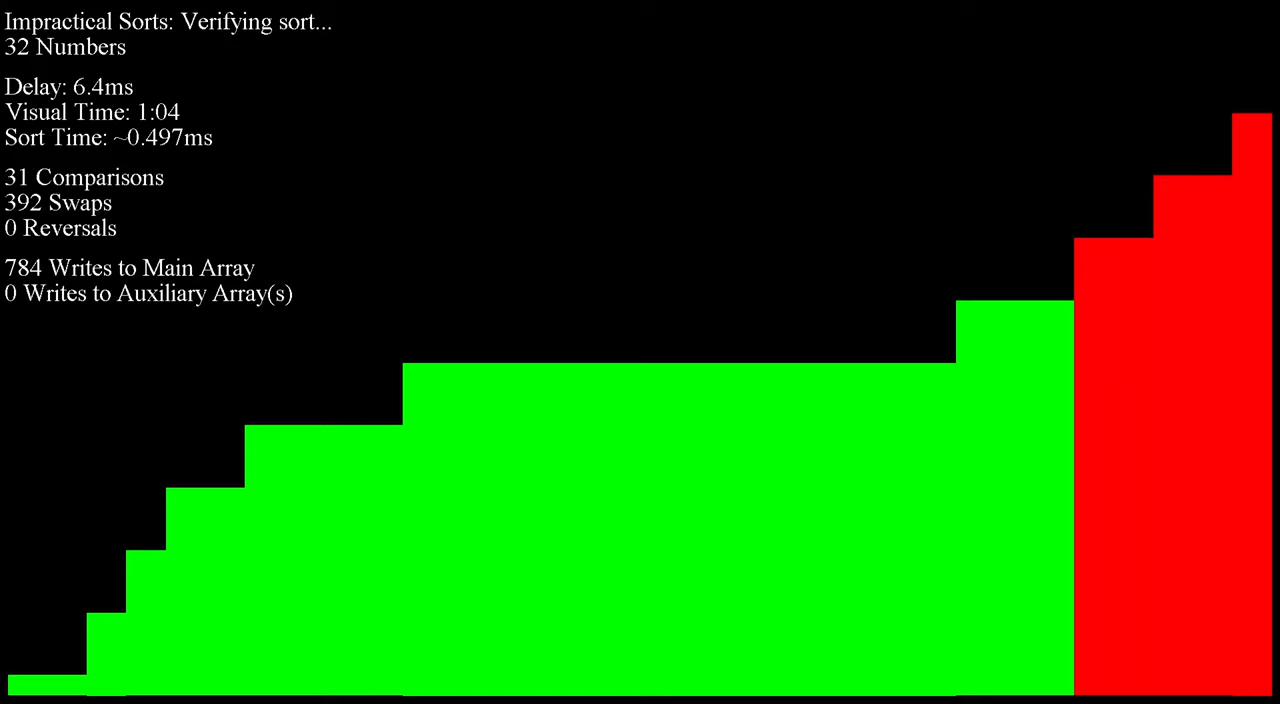 Impractical Sorts: Verifying sort...
32 Numbers
Delay: 6.4ms
Visual Time: 1:04
Sort Time: ~0.497ms
31 Comparisons
392 Swaps
0 Reversals
784 Writes to Main Array
0 Writes to Auxiliary Array(s)